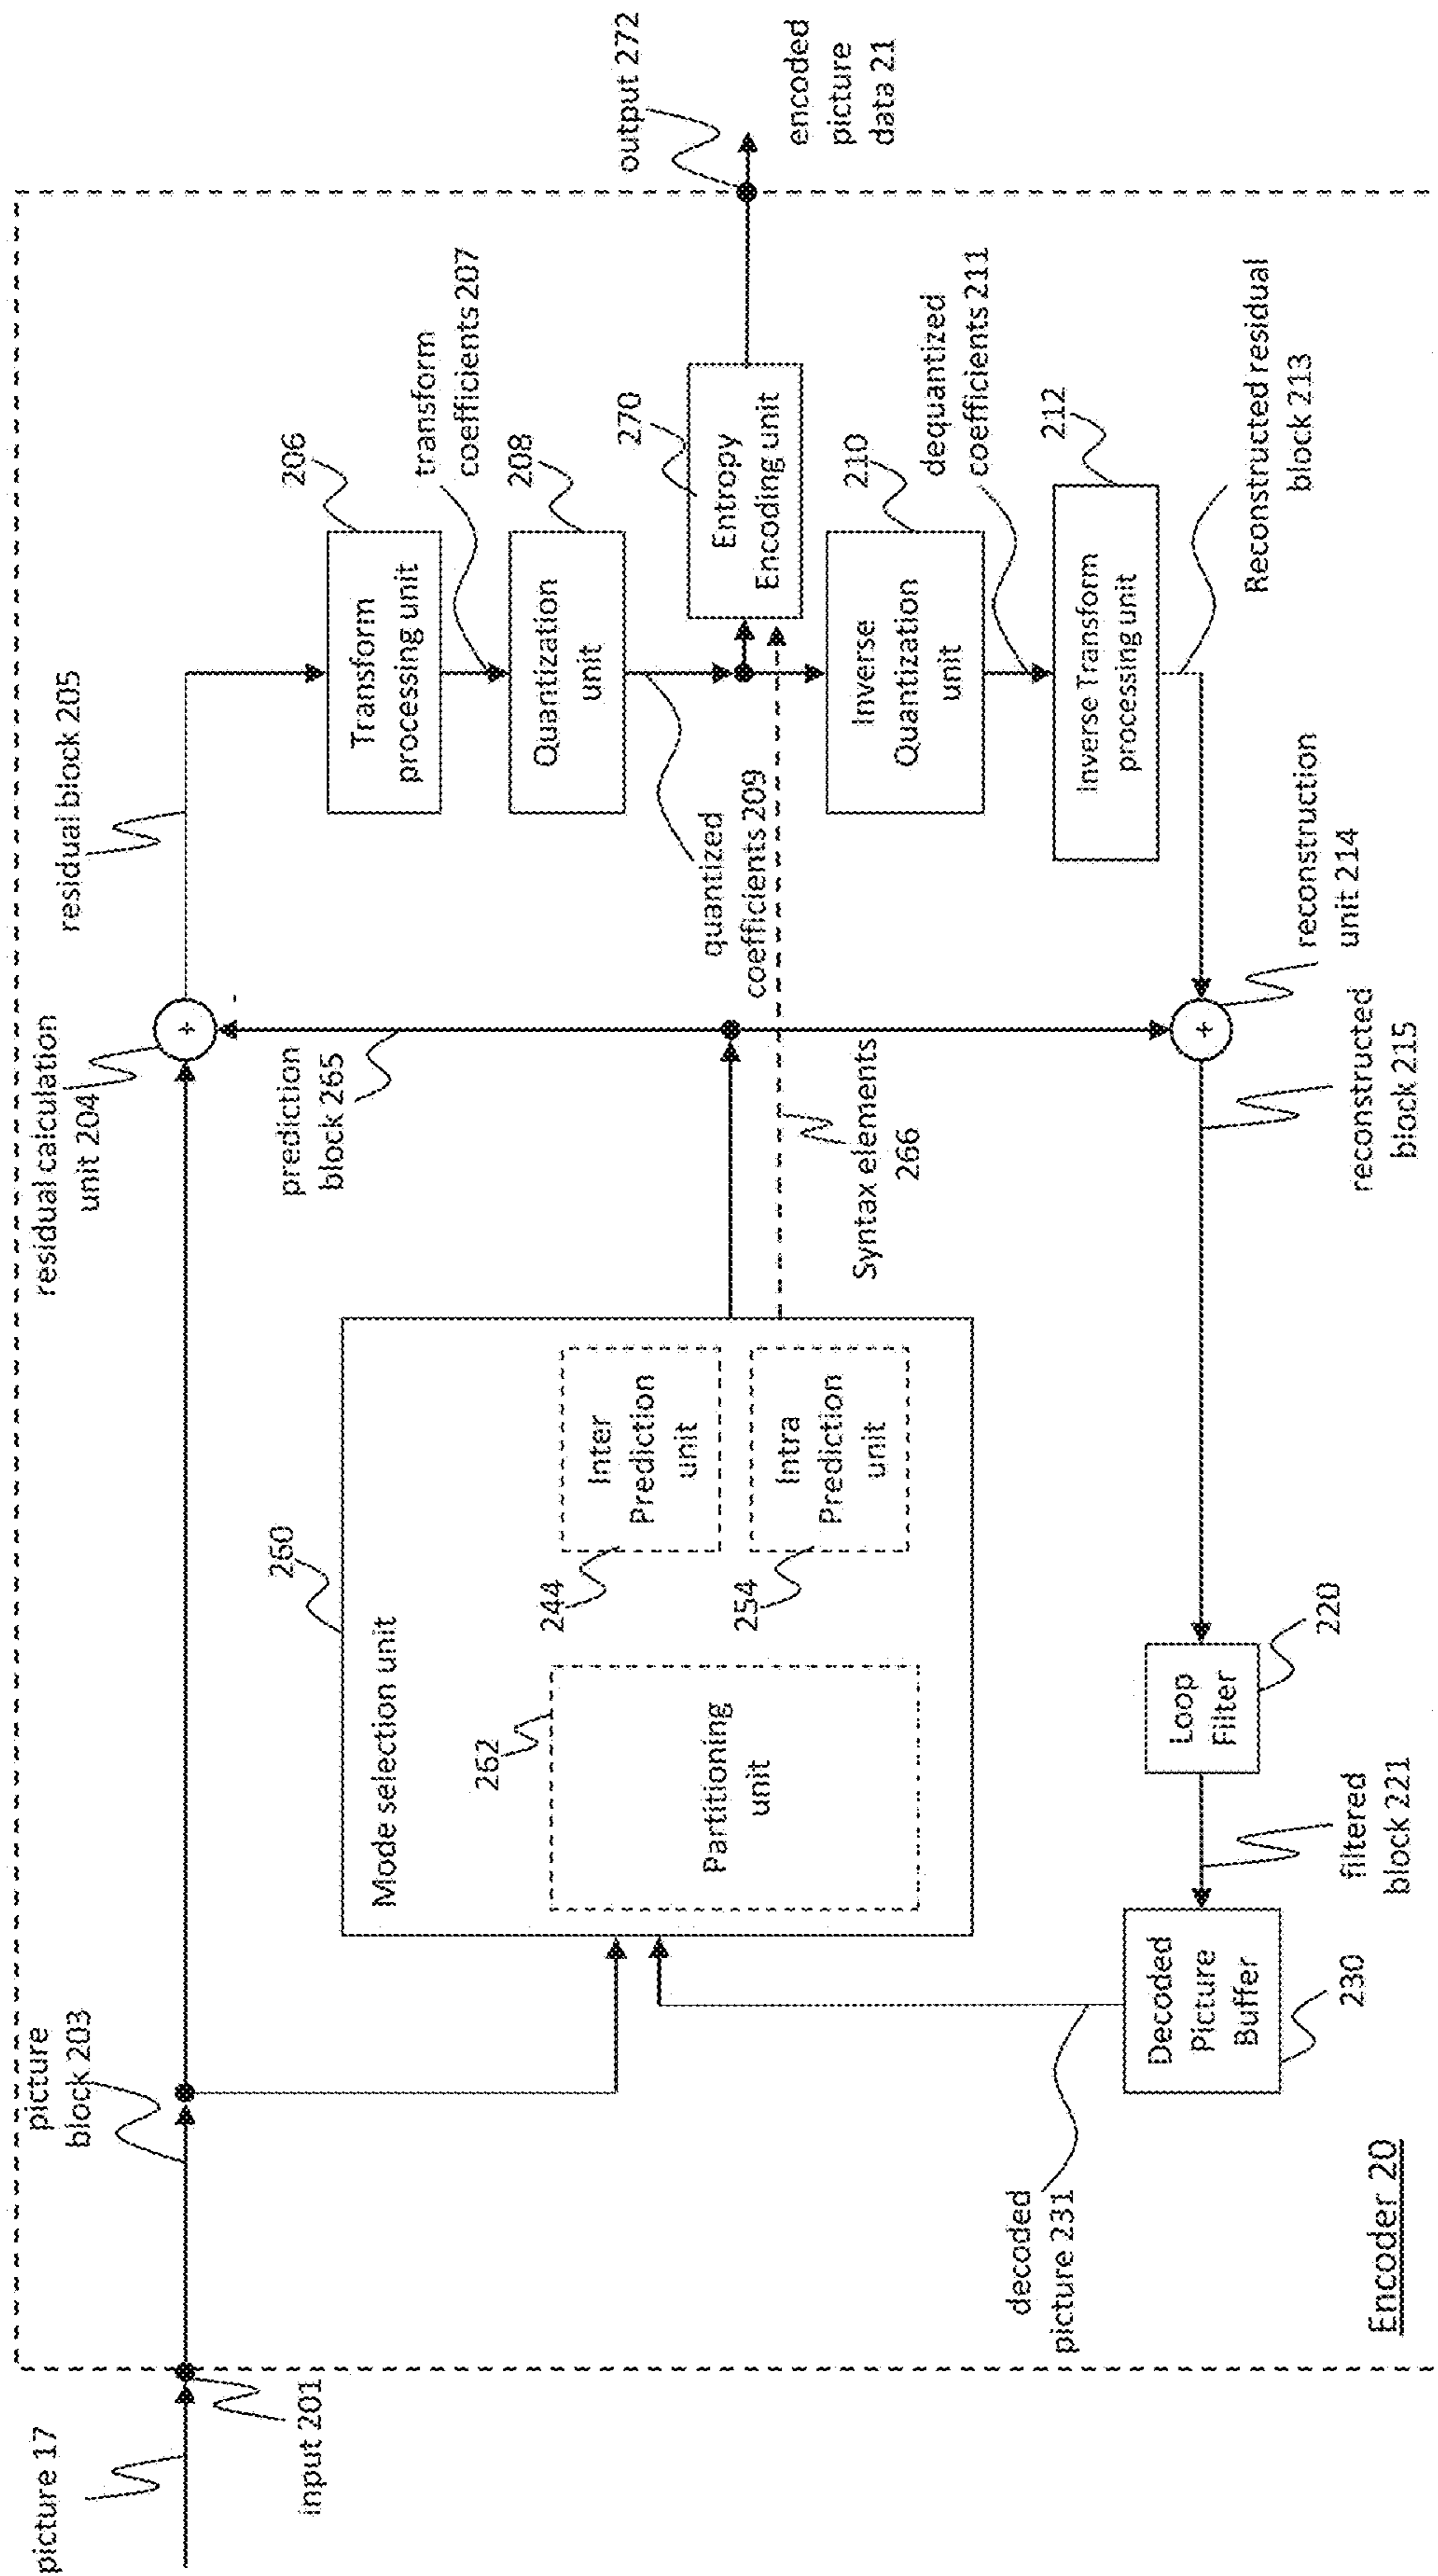 picture 17
input 201
picture
block 203
residual calculation
unit 204
residual block 205
prediction
block 265
260
Mode selection unit
262
Partitioning
unit
244
Inter
Prediction
unit
254
Intra
Prediction
unit
Syntax elements
266
206
Transform
processing unit
transform
coefficients 207
208
Quantization
unit
quantized
coefficients 209
270
Entropy
Encoding unit
output 272
encoded
picture
data 21
210
Inverse
Quantization
unit
dequantized
coefficients 211
212
Inverse Transform
processing unit
Reconstructed residual
block 213
reconstruction
unit 214
reconstructed
block 215
220
Loop
Filter
filtered
block 221
Decoded
Picture
Buffer
230
decoded
picture 231
Encoder 20